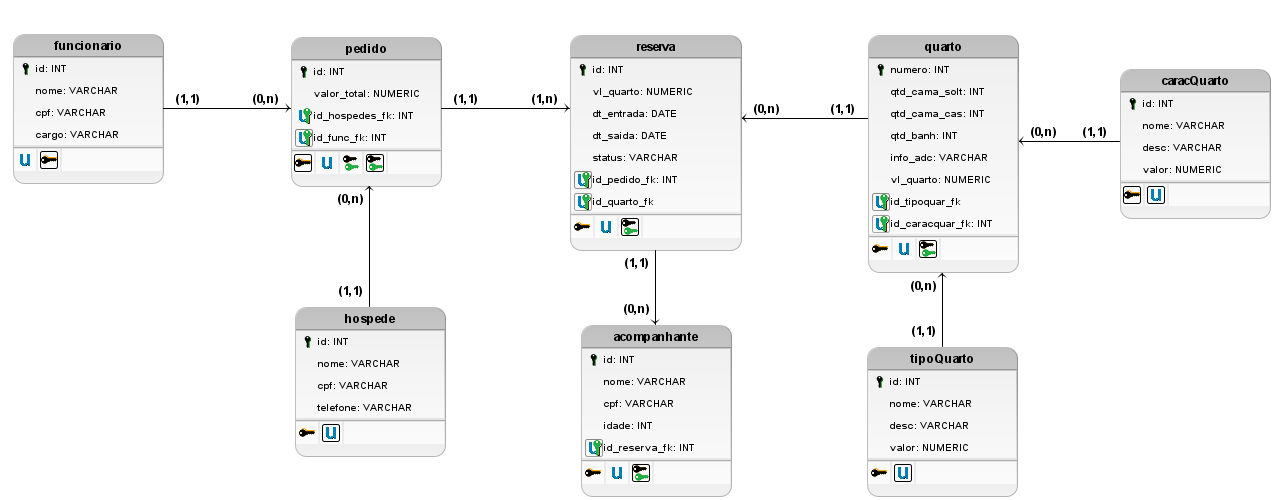 funcionario
id: INT
nome: VARCHAR
cpf: VARCHAR
cargo: VARCHAR
(1,1)
(0,n)
pedido
id: INT
valor_total: NUMERIC
id_hospedes_fk: INT
id_func_fk: INT
(1,1)
(1,n)
(0,n)
(1,1)
hospede
id: INT
nome: VARCHAR
cpf: VARCHAR
telefone: VARCHAR
reserva
id: INT
vl_quarto: NUMERIC
dt_entrada: DATE
dt_saida: DATE
status: VARCHAR
id_pedido_fk: INT
id_quarto_fk
(1,1)
(0,n)
acompanhante
id: INT
nome: VARCHAR
cpf: VARCHAR
idade: INT
id_reserva_fk: INT
(0,n)
(1,1)
quarto
numero: INT
qtd_cama_solt: INT
qtd_cama_cas: INT
qtd_banh: INT
info_adc: VARCHAR
vl_quarto: NUMERIC
id_tipoquar_fk
id_caracquar_fk: INT
(0,n)
(1,1)
tipoQuarto
id: INT
nome: VARCHAR
desc: VARCHAR
valor: NUMERIC
(0,n)
(1,1)
caracQuarto
id: INT
nome: VARCHAR
desc: VARCHAR
valor: NUMERIC